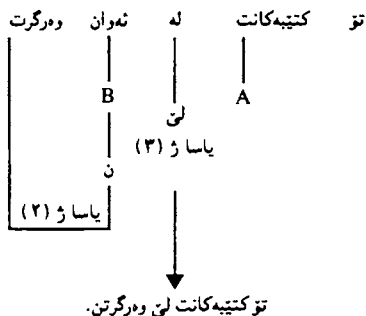 تۆ کتێبەکانت لە ئەوان وەرگرت
A
B
لێ
یاسا ژ (٣)
ن
یاسا ژ (٢)
تۆ کتێبەکانت لێ وەرگرتن.